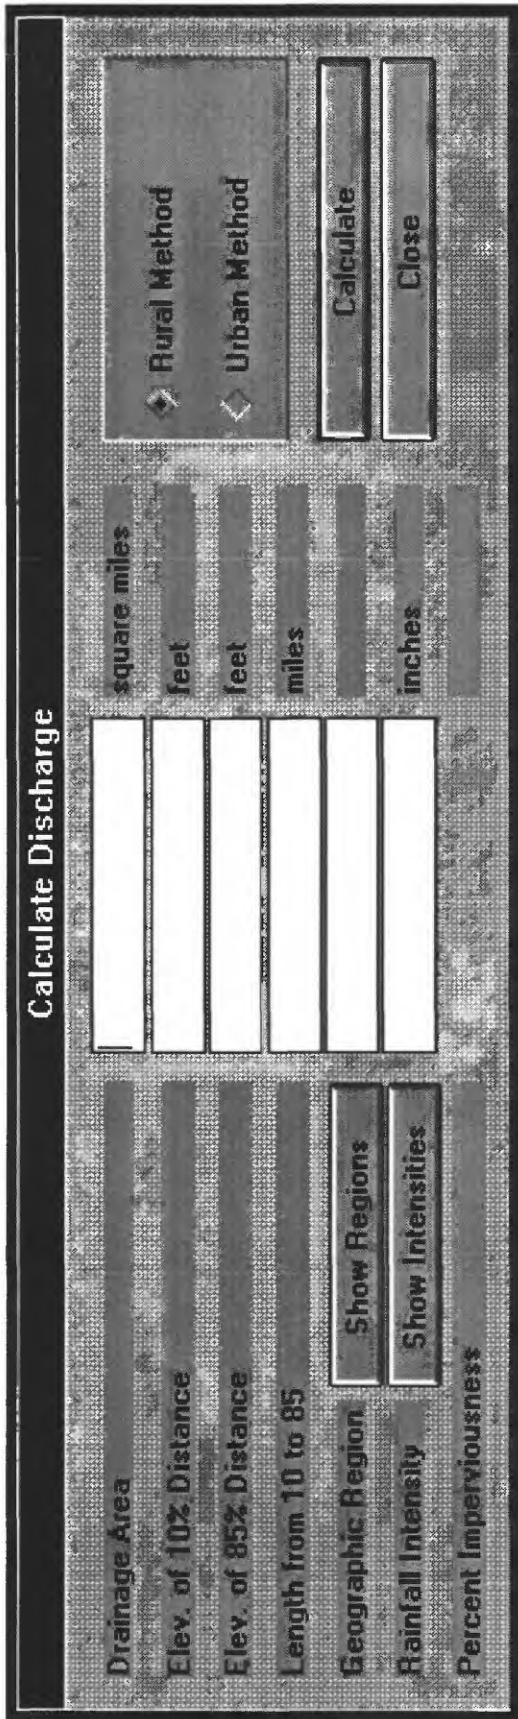 Calculate Discharge
Drainage Area square miles
Elev. of 10% Distance feet
Elev. of 85% Distance feet
Length from 10 to 85 miles
Geographic Region Show Regions
Rainfall Intensity Show Intensities inches
Percent Imperviousness
Rural Method
Urban Method
Calculate
Close